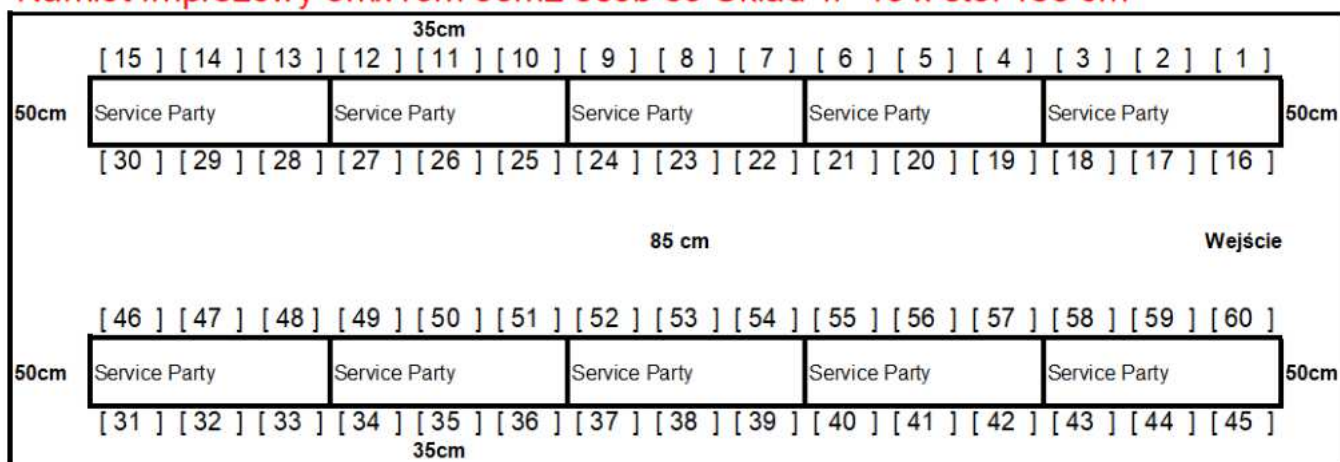 Namiot imprezowy
35cm
[ 15 ] [ 14 ] [ 13 ] [ 12 ] [ 11 ] [ 10 ] [ 9 ] [ 8 ] [ 7 ] [ 6 ] [ 5 ] [ 4 ] [ 3 ] [ 2 ] [ 1 ]
50cm Service Party Service Party Service Party Service Party Service Party 50cm
[ 30 ] [ 29 ] [ 28 ] [ 27 ] [ 26 ] [ 25 ] [ 24 ] [ 23 ] [ 22 ] [ 21 ] [ 20 ] [ 19 ] [ 18 ] [ 17 ] [ 16 ]
85 cm Wejście
[ 46 ] [ 47 ] [ 48 ] [ 49 ] [ 50 ] [ 51 ] [ 52 ] [ 53 ] [ 54 ] [ 55 ] [ 56 ] [ 57 ] [ 58 ] [ 59 ] [ 60 ]
50cm Service Party Service Party Service Party Service Party Service Party 50cm
[ 31 ] [ 32 ] [ 33 ] [ 34 ] [ 35 ] [ 36 ] [ 37 ] [ 38 ] [ 39 ] [ 40 ] [ 41 ] [ 42 ] [ 43 ] [ 44 ] [ 45 ]
35cm